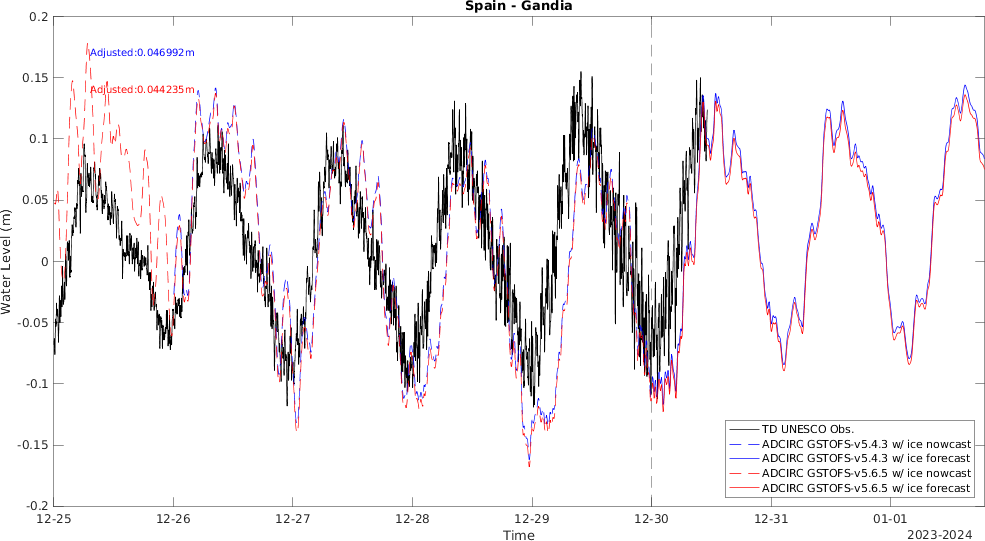 Spain - Gandia
0.2
0.15
0.1
0.05
0
-0.05
-0.1
-0.15
-0.2
Water Level (m)
Adjusted:0.046992m
Adjusted:0.044235m
TD UNESCO Obs.
ADCIRC GSTOFS-v5.4.3 w/ ice nowcast
ADCIRC GSTOFS-v5.4.3 w/ ice forecast
ADCIRC GSTOFS-v5.6.5 w/ ice nowcast
ADCIRC GSTOFS-v5.6.5 w/ ice forecast
12-25 12-26 12-27 12-28 12-29 12-30 12-31 01-01
Time
2023-2024